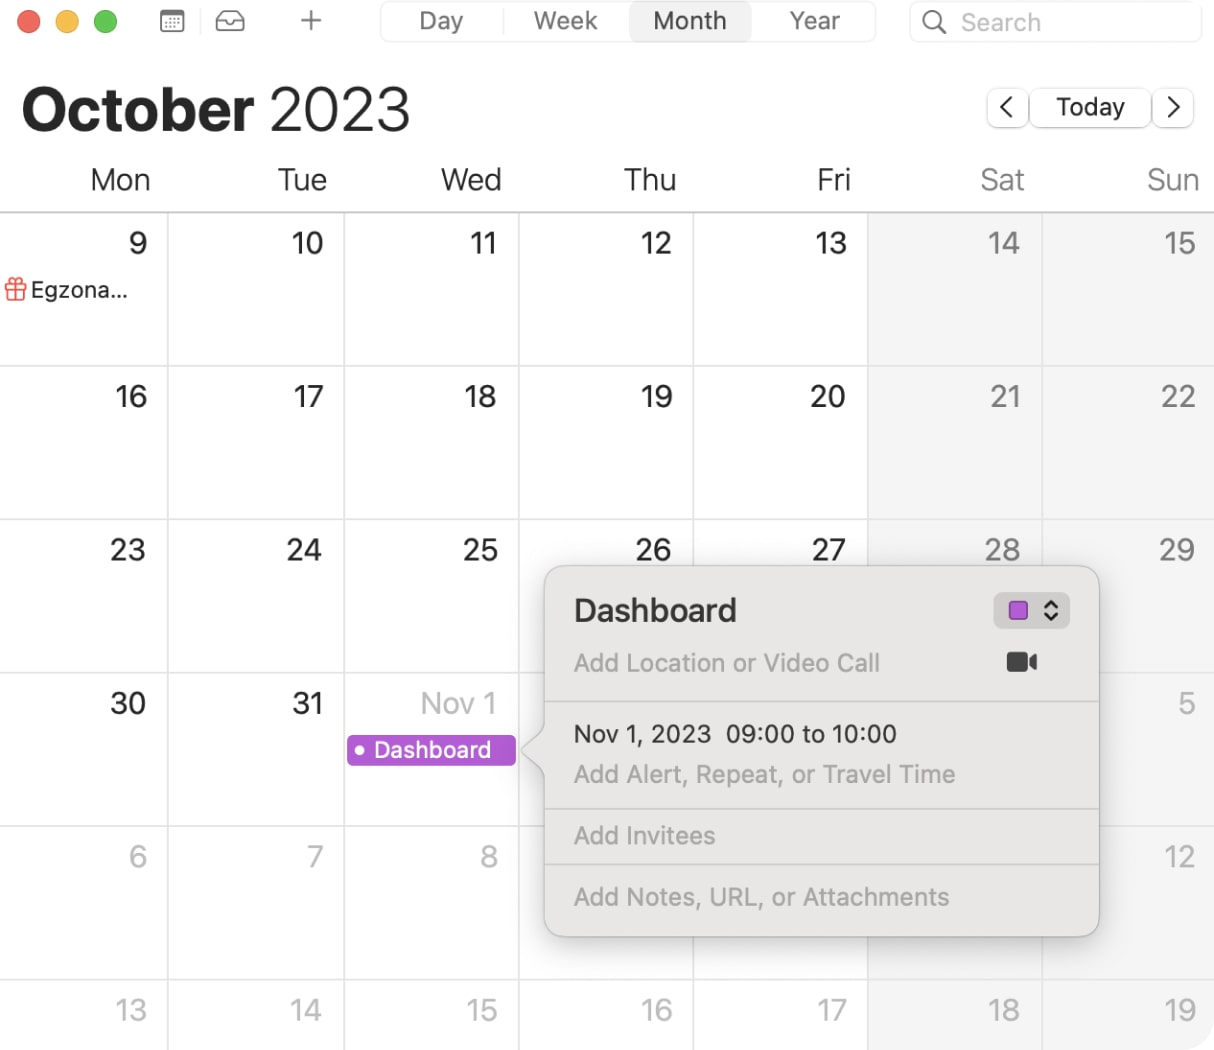 Day Week Month Year Search
October 2023
Today
Mon Tue Wed Thu Fri Sat Sun
9 10 11 12 13 14 15
Egzona...
16 17 18 19 20 21 22
23 24 25 26 27 28 29
Dashboard
Add Location or Video Call
30 31 Nov 1 5
Dashboard
Nov 1, 2023 09:00 to 10:00
Add Alert, Repeat, or Travel Time
Add Invitees
6 7 8 12
Add Notes, URL, or Attachments
13 14 15 16 17 18 19